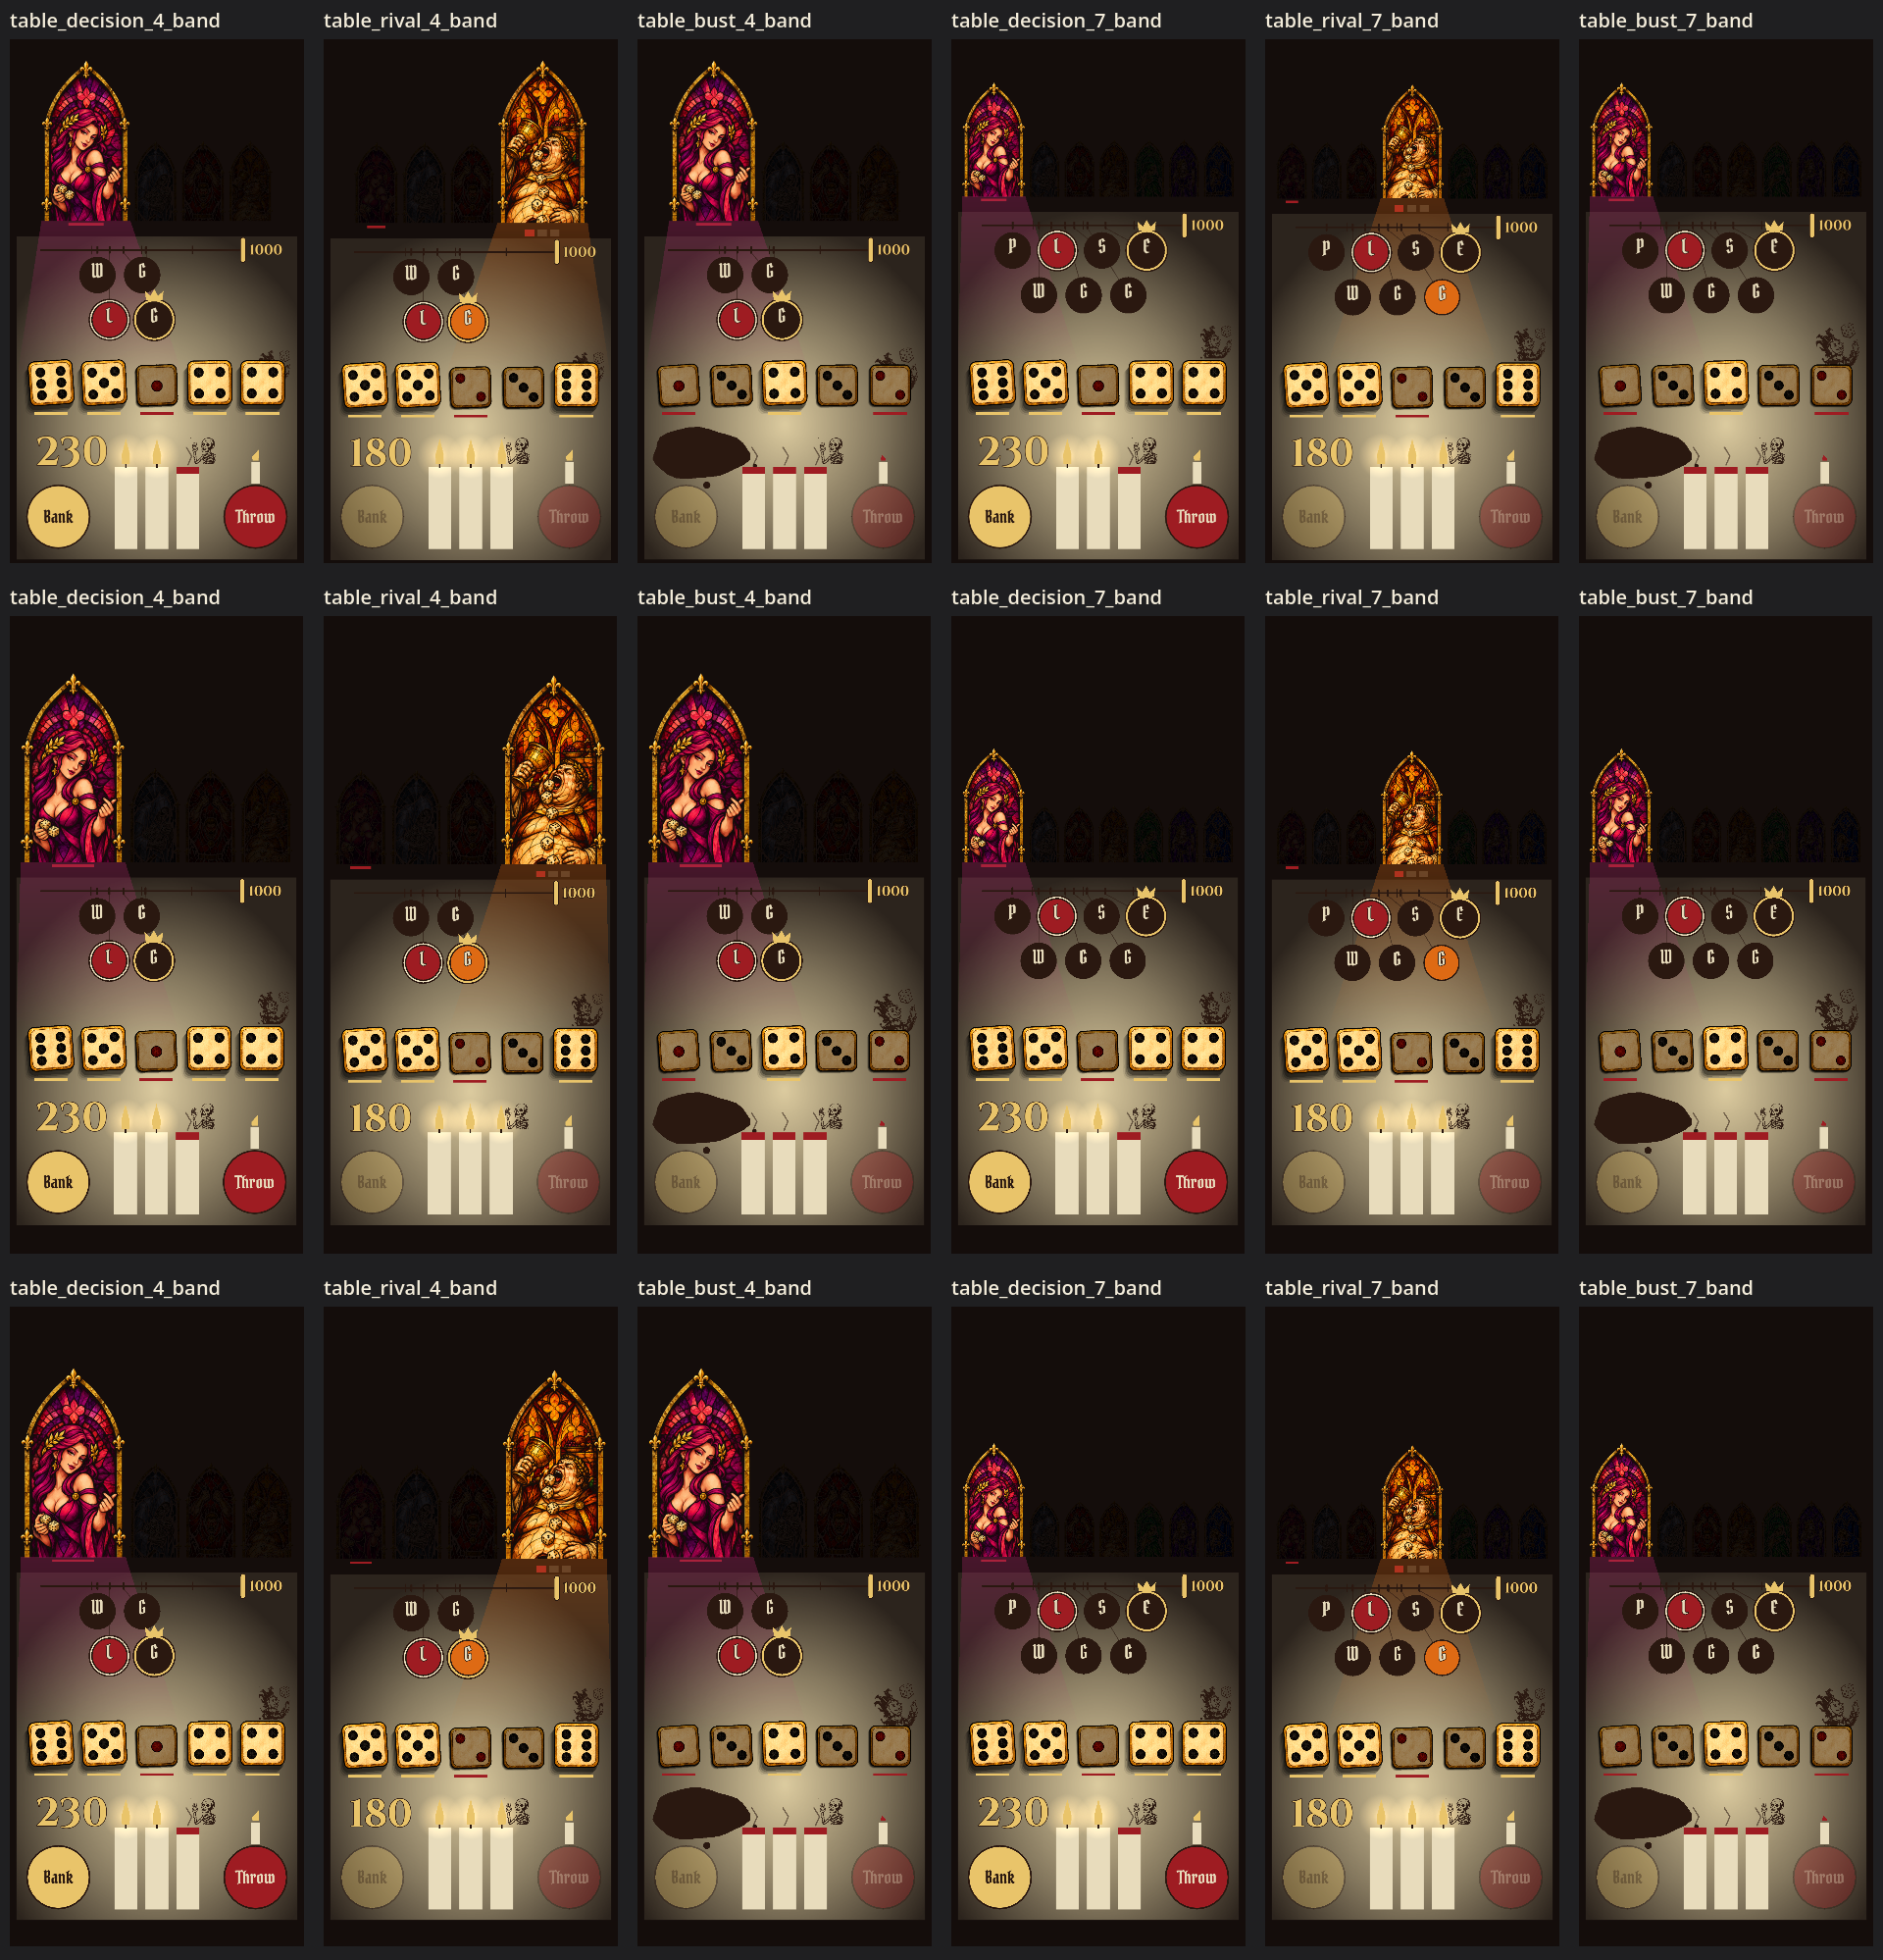 table_decision_4_band
1000
W G
L G
230
Bank Throw
table_rival_4_band
1000
W G
L G
180
Bank Throw
table_bust_4_band
1000
W G
L G
Bank Throw
table_decision_7_band
1000
P L S E
W G G
230
Bank Throw
table_rival_7_band
1000
P L S E
W G G
180
Bank Throw
table_bust_7_band
1000
P L S E
W G G
Bank Throw
table_decision_4_band
1000
W G
L G
230
Bank Throw
table_rival_4_band
1000
W G
L G
180
Bank Throw
table_bust_4_band
1000
W G
L G
Bank Throw
table_decision_7_band
1000
P L S E
W G G
230
Bank Throw
table_rival_7_band
1000
P L S E
W G G
180
Bank Throw
table_bust_7_band
1000
P L S E
W G G
Bank Throw
table_decision_4_band
1000
W G
L G
230
Bank Throw
table_rival_4_band
1000
W G
L G
180
Bank Throw
table_bust_4_band
1000
W G
L G
Bank Throw
table_decision_7_band
1000
P L S E
W G G
230
Bank Throw
table_rival_7_band
1000
P L S E
W G G
180
Bank Throw
table_bust_7_band
1000
P L S E
W G G
Bank Throw